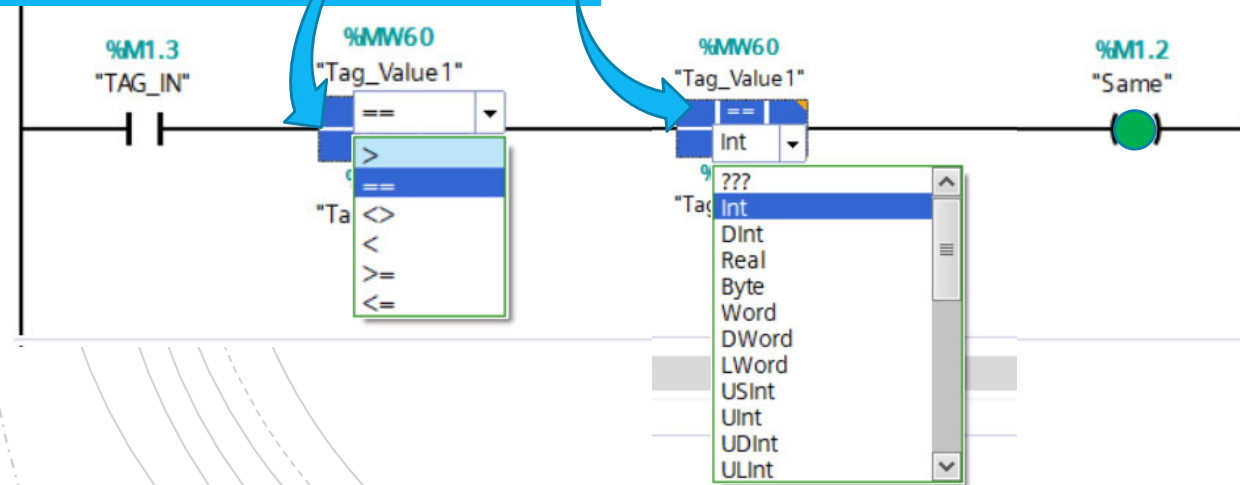 %M1.3
"TAG_IN"
%MW60
"Tag_Value1"
==
>
==
<>
<
>=
<=
"Ta
%MW60
"Tag_Value1"
==
Int
%
"Tag
???
Int
DInt
Real
Byte
Word
DWord
LWord
USInt
UInt
UDInt
ULInt
%M1.2
"Same"